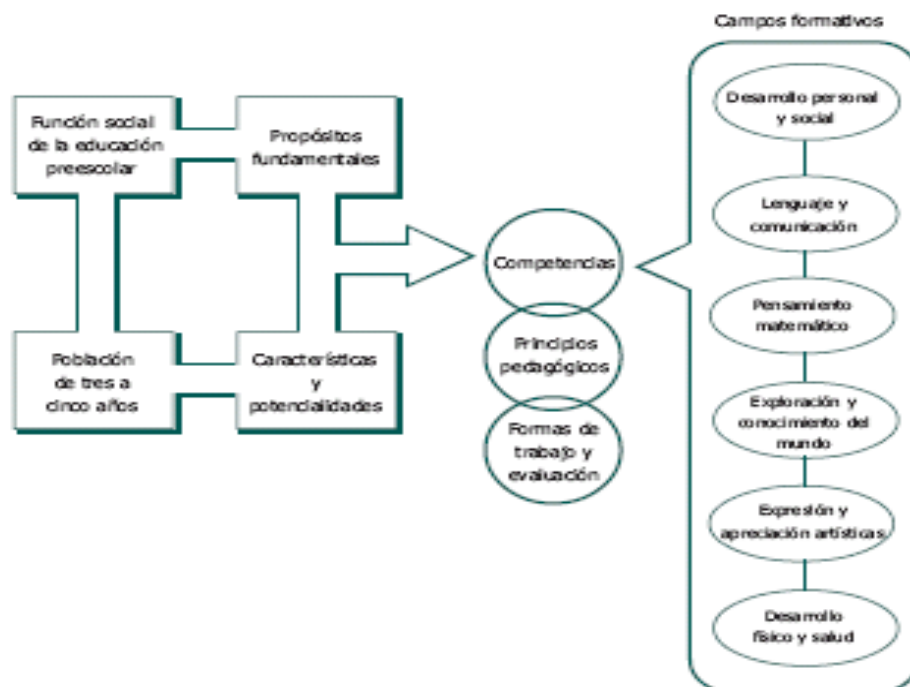 Campos formativos
Función social
de la educación
preescolar
Propósitos
fundamentales
Población
de tres a
cinco años
Características
y
potencialidades
Competencias
Principios
pedagógicos
Formas de
trabajo y
evaluación
Desarrollo personal
y social
Lenguaje y
comunicación
Pensamiento
matemático
Exploración y
conocimiento del
mundo
Expresión y
apreciación artísticas
Desarrollo
físico y salud